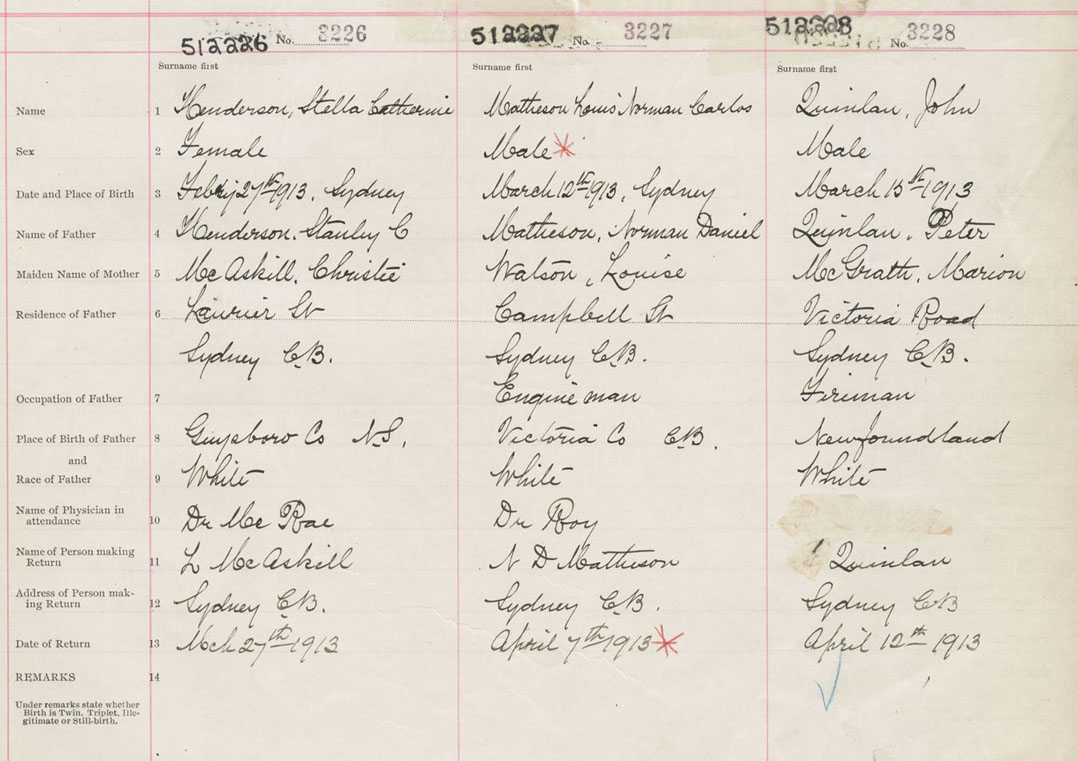 512226 No. 3226 512227 No. 3227 512228 No. 3228
Surname first Surname first Surname first
Name 1 Henderson, Stella Catherine Matheson Louis Norman Carlos Quinlan, John
Sex 2 Female Male * Male
Date and Place of Birth 3 Febry 27th 1913, Sydney March 12th 1913, Sydney March 15th 1913
Name of Father 4 Henderson, Stanley C Matheson, Norman Daniel Quinlan, Peter
Maiden Name of Mother 5 McAskill, Christie Watson, Louise McGrath, Marion
Residence of Father 6 Laurier St Campbell St Victoria Road
Sydney C.B. Sydney C.B. Sydney C.B.
Occupation of Father 7 Engineman Fireman
Place of Birth of Father 8 Guysboro Co N.S. Victoria Co C.B. Newfoundland
and
Race of Father 9 White White White
Name of Physician in
attendance 10 Dr McRae Dr Roy
Name of Person making
Return 11 L McAskill N D Matheson Quinlan
Address of Person mak-
ing Return 12 Sydney C.B. Sydney C.B. Sydney CB
Date of Return 13 Mch 27th 1913 April 7th 1913 * April 12th 1913
REMARKS 14
Under remarks state whether
Birth is Twin, Triplet, Ille-
gitimate or Still-birth.